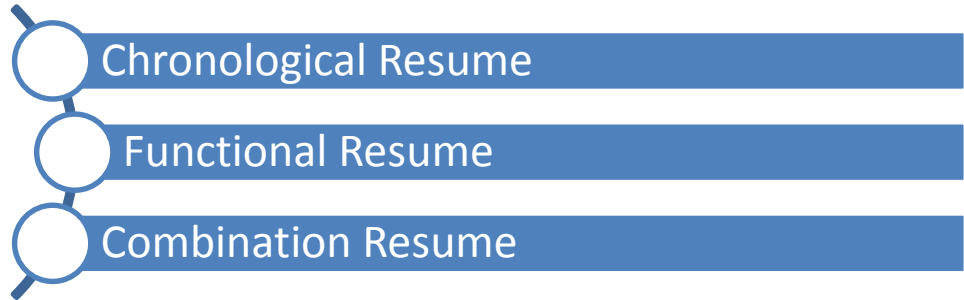 Chronological Resume
Functional Resume
Combination Resume